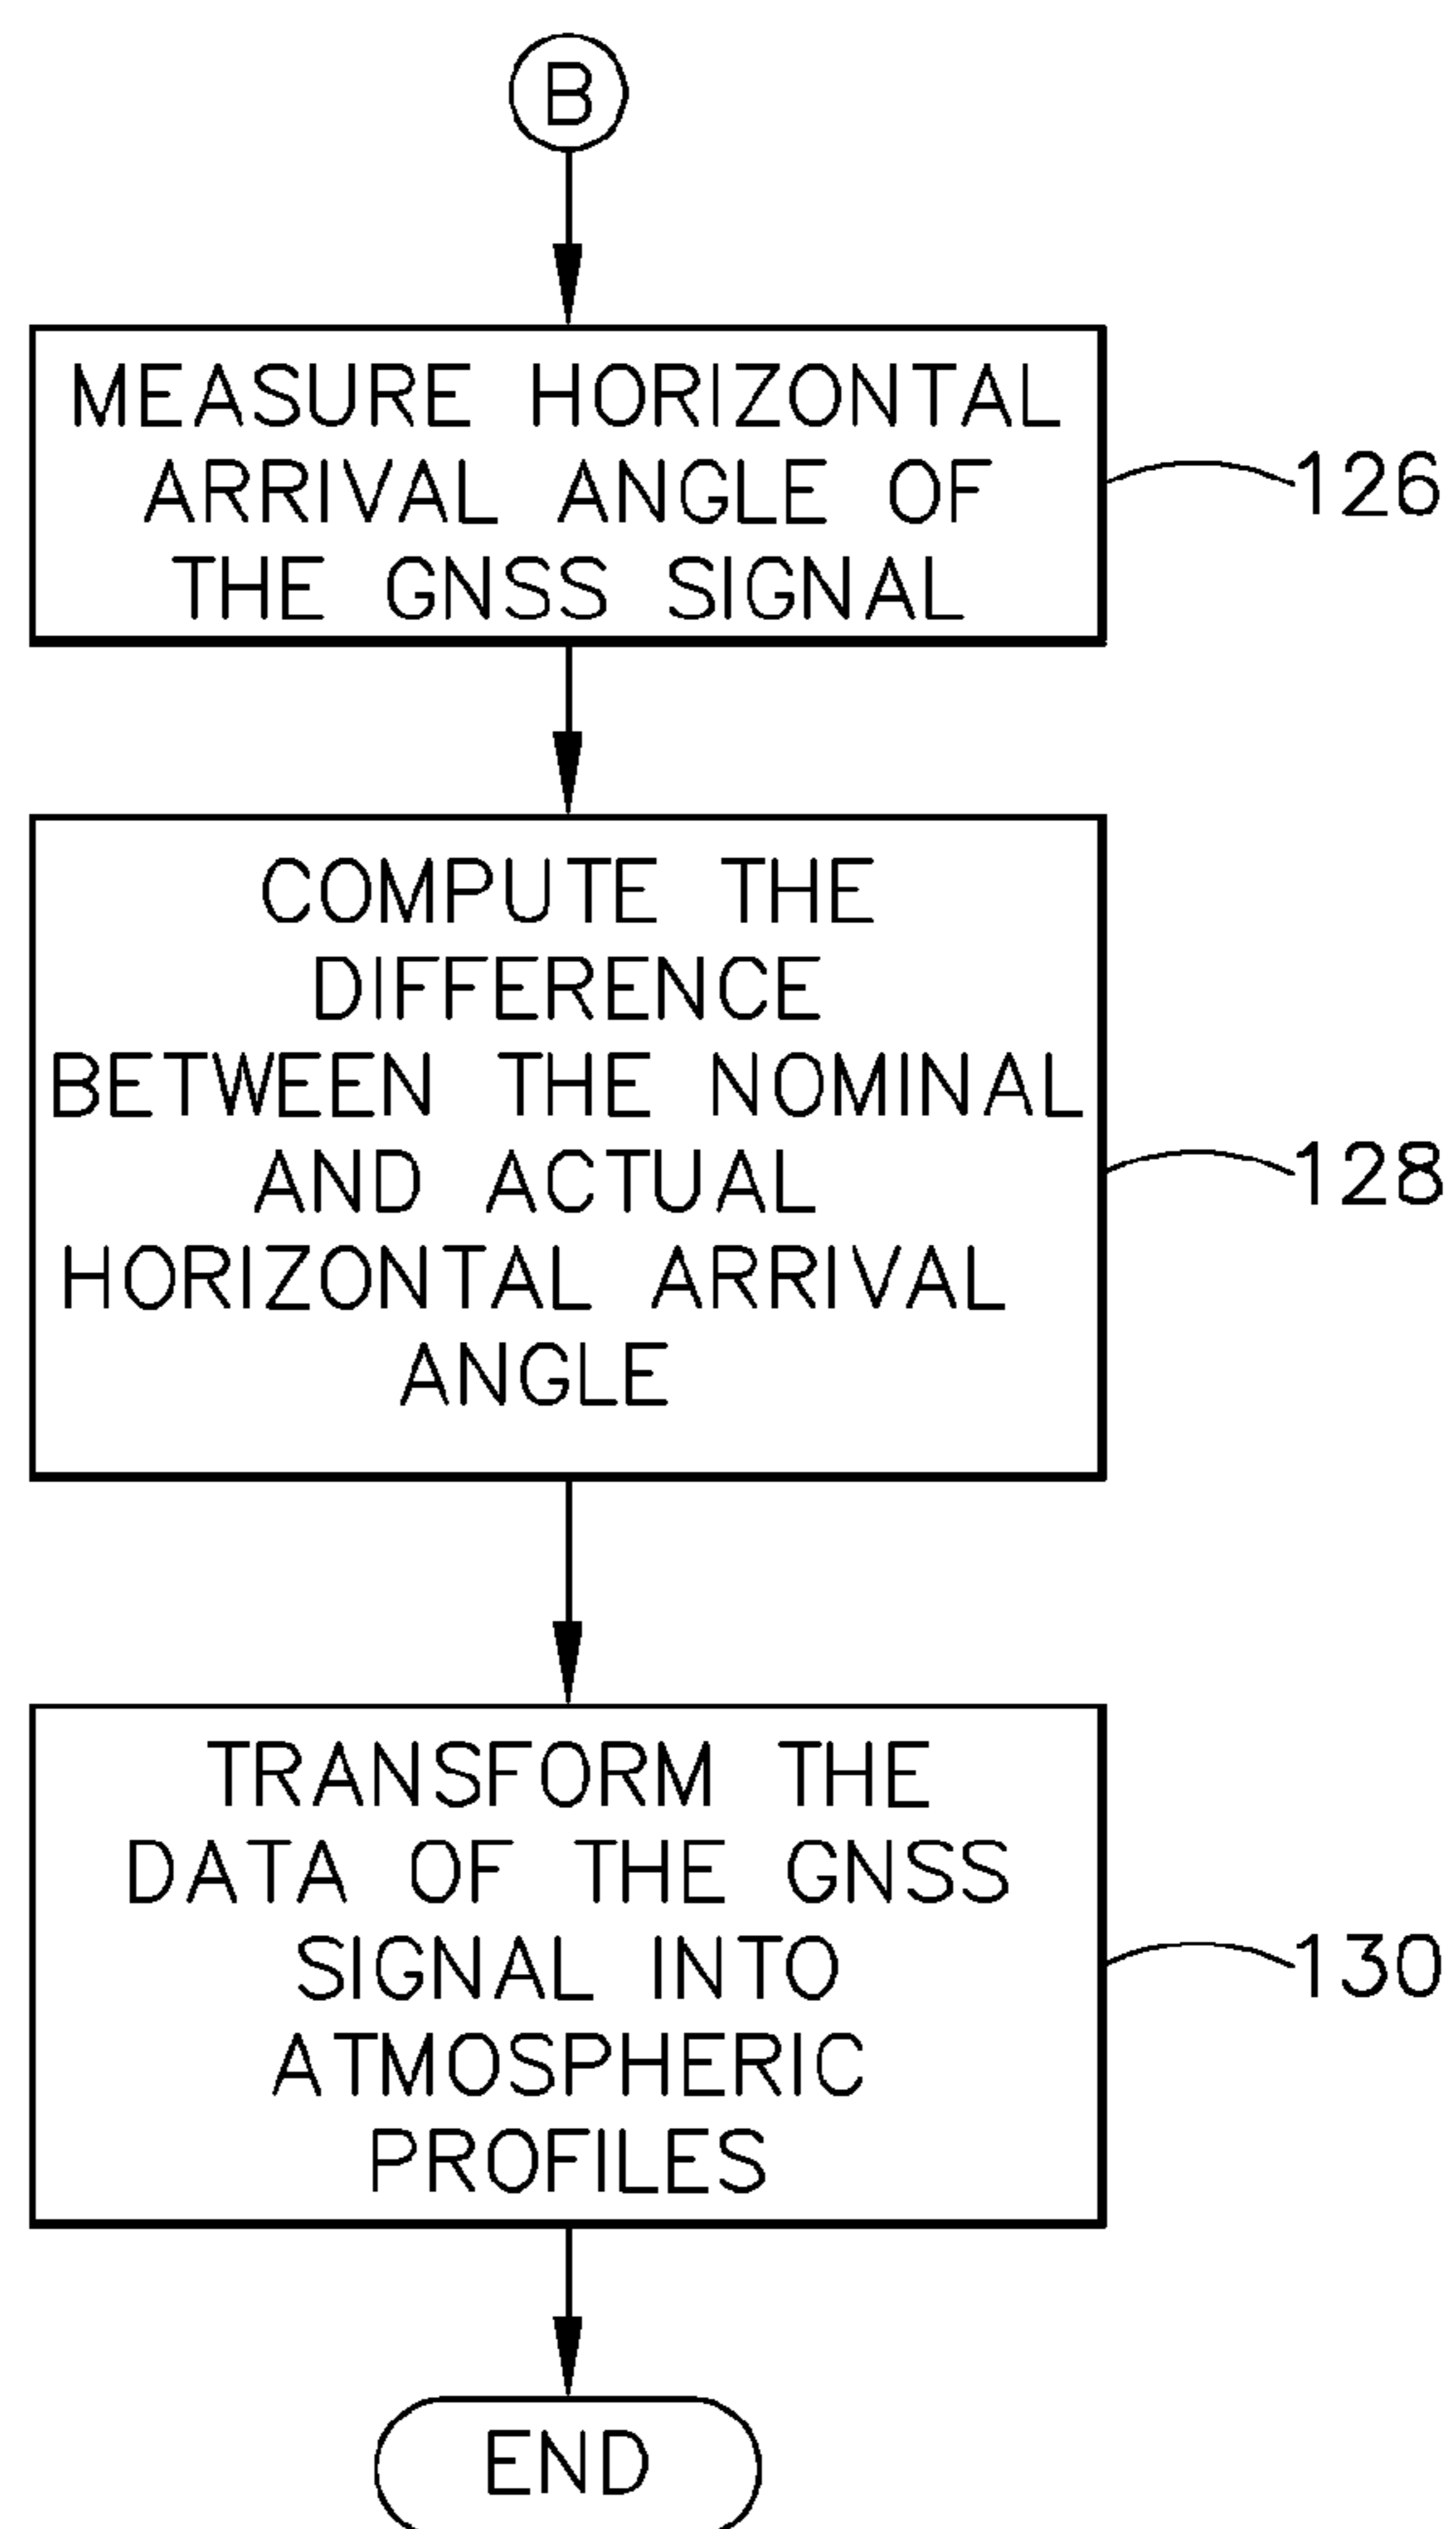 B
MEASURE HORIZONTAL
ARRIVAL ANGLE OF
THE GNSS SIGNAL
126
COMPUTE THE
DIFFERENCE
BETWEEN THE NOMINAL
AND ACTUAL
HORIZONTAL ARRIVAL
ANGLE
128
TRANSFORM THE
DATA OF THE GNSS
SIGNAL INTO
ATMOSPHERIC
PROFILES
130
END